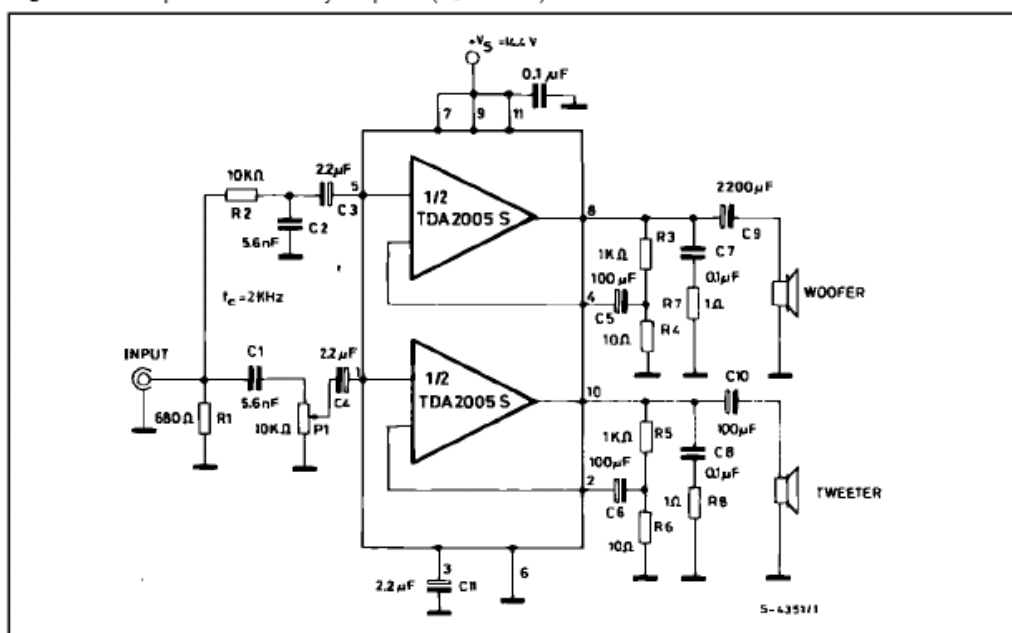 +VS =14.4 V
0.1 µF
7 9 11
10KΩ
R2
2.2µF
C3
5
5.6nF
C2
1/2
TDA2005 S
8
2200µF
C9
R3
1KΩ
C7
0.1µF
100µF
4
C5
R7
1Ω
R4
10Ω
WOOFER
fc = 2KHz
INPUT
C1
5.6nF
680Ω
R1
10KΩ
P1
2.2µF
C4
1
1/2
TDA2005 S
10
C10
100µF
1KΩ
R5
C8
0.1µF
100µF
2
C6
1Ω
R8
R6
10Ω
TWEETER
3
6
2.2µF
C11
S-4351/1